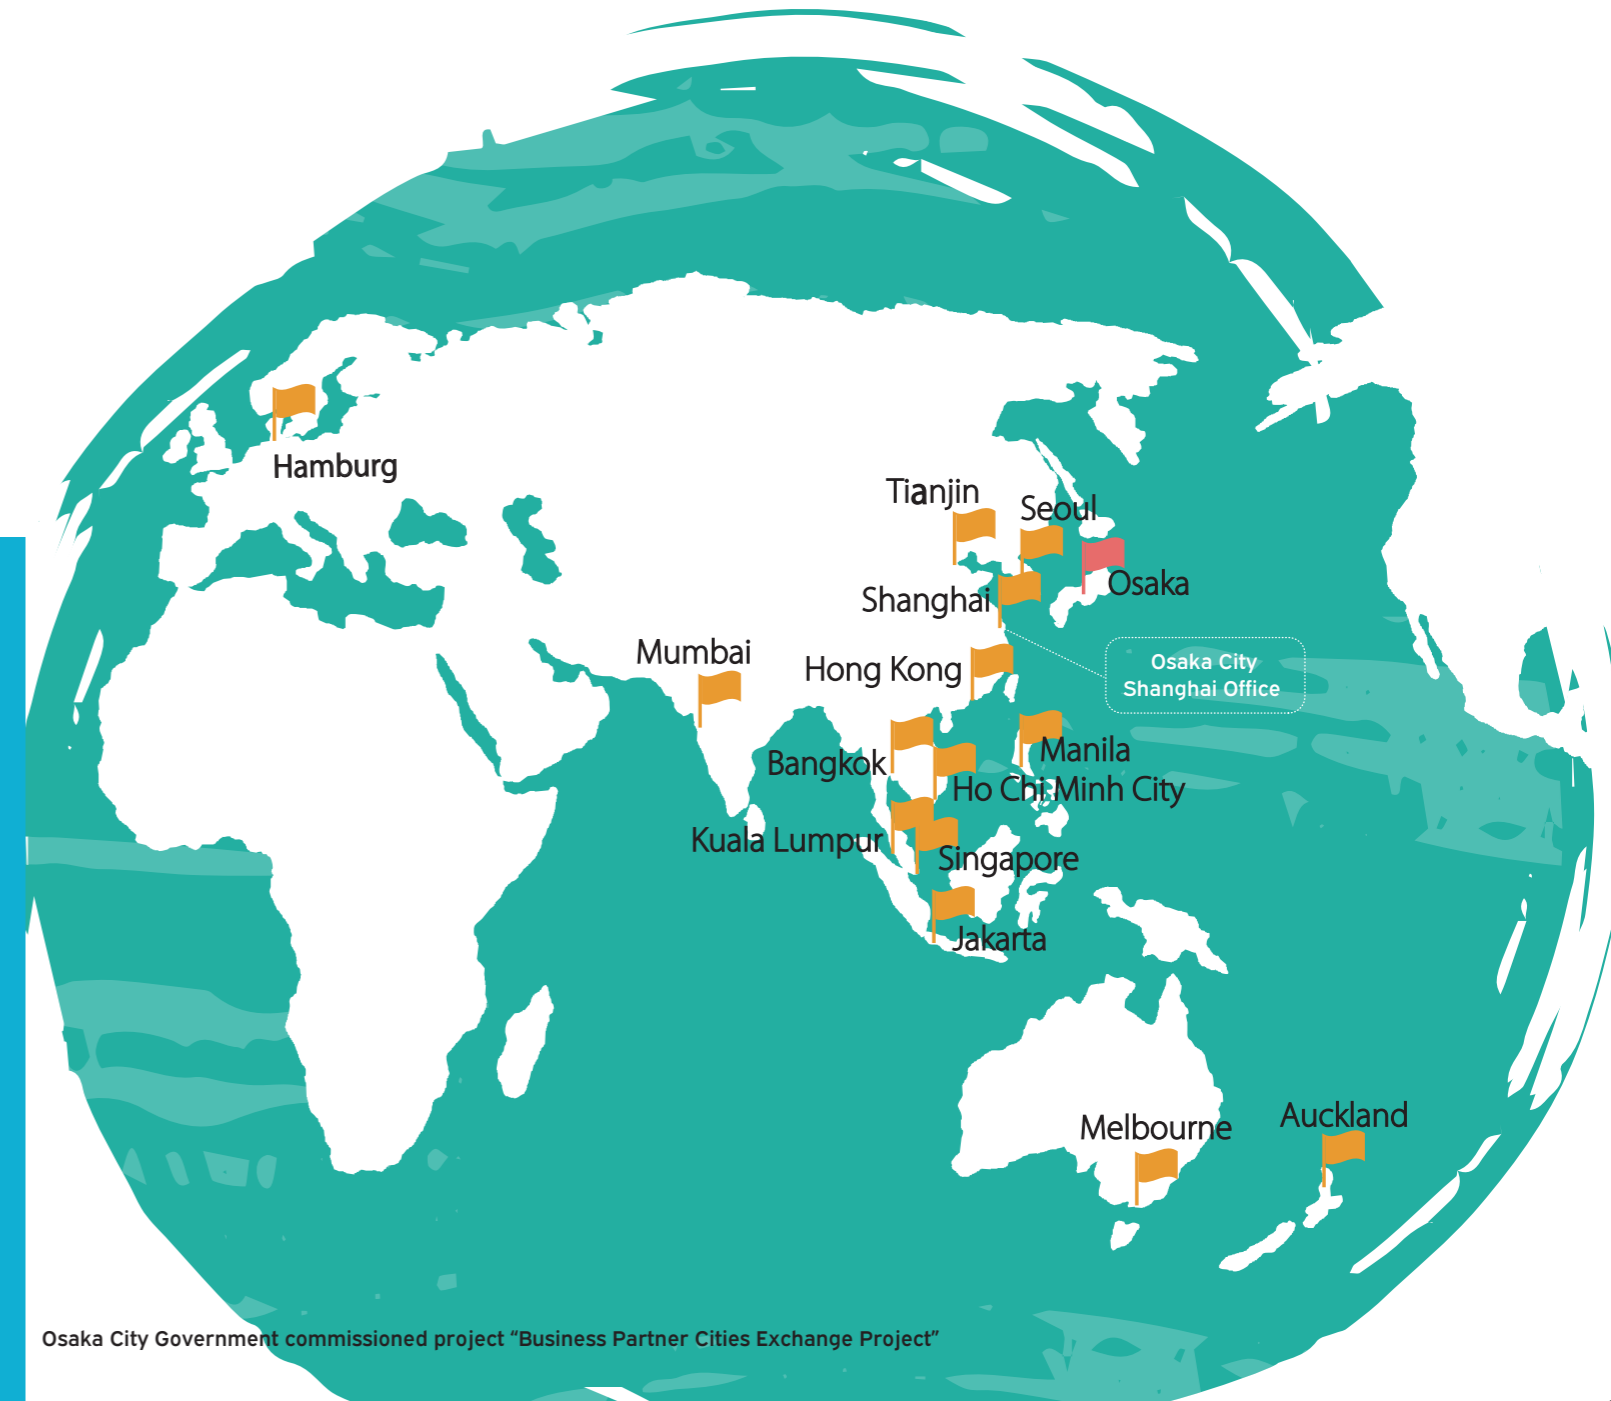 Hamburg
Tianjin
Seoul
Osaka
Shanghai
Mumbai
Hong Kong
Osaka City
Shanghai Office
Manila
Bangkok
Ho Chi Minh City
Kuala Lumpur
Singapore
Jakarta
Auckland
Melbourne
Osaka City Government commissioned project “Business Partner Cities Exchange Project”